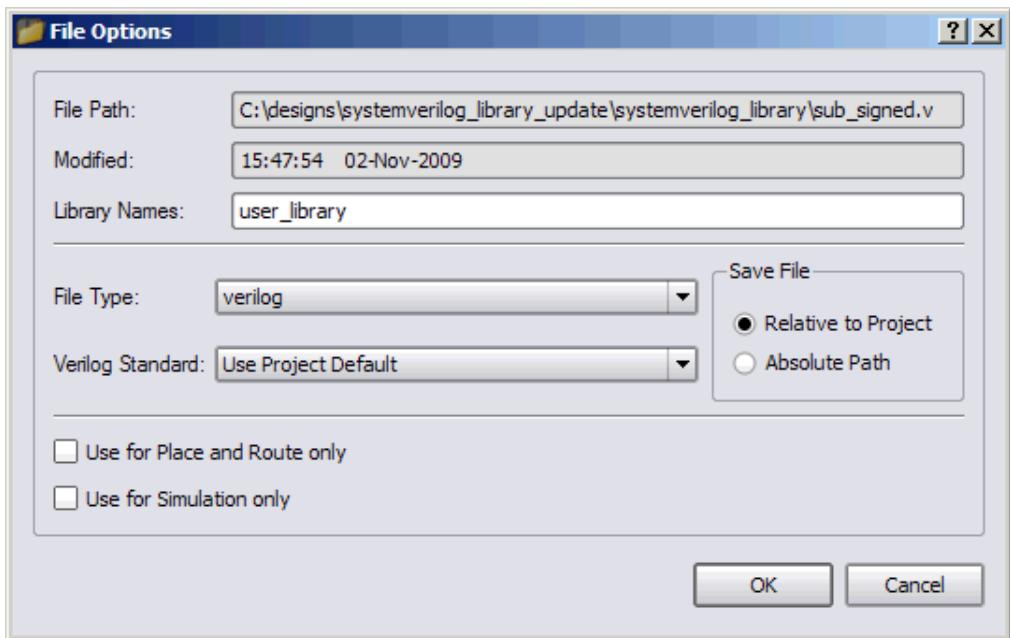 File Options
File Path: C:\designs\systemverilog_library_update\systemverilog_library\sub_signed.v
Modified: 15:47:54 02-Nov-2009
Library Names: user_library
Save File
File Type: verilog
Relative to Project
Verilog Standard: Use Project Default
Absolute Path
Use for Place and Route only
Use for Simulation only
OK Cancel